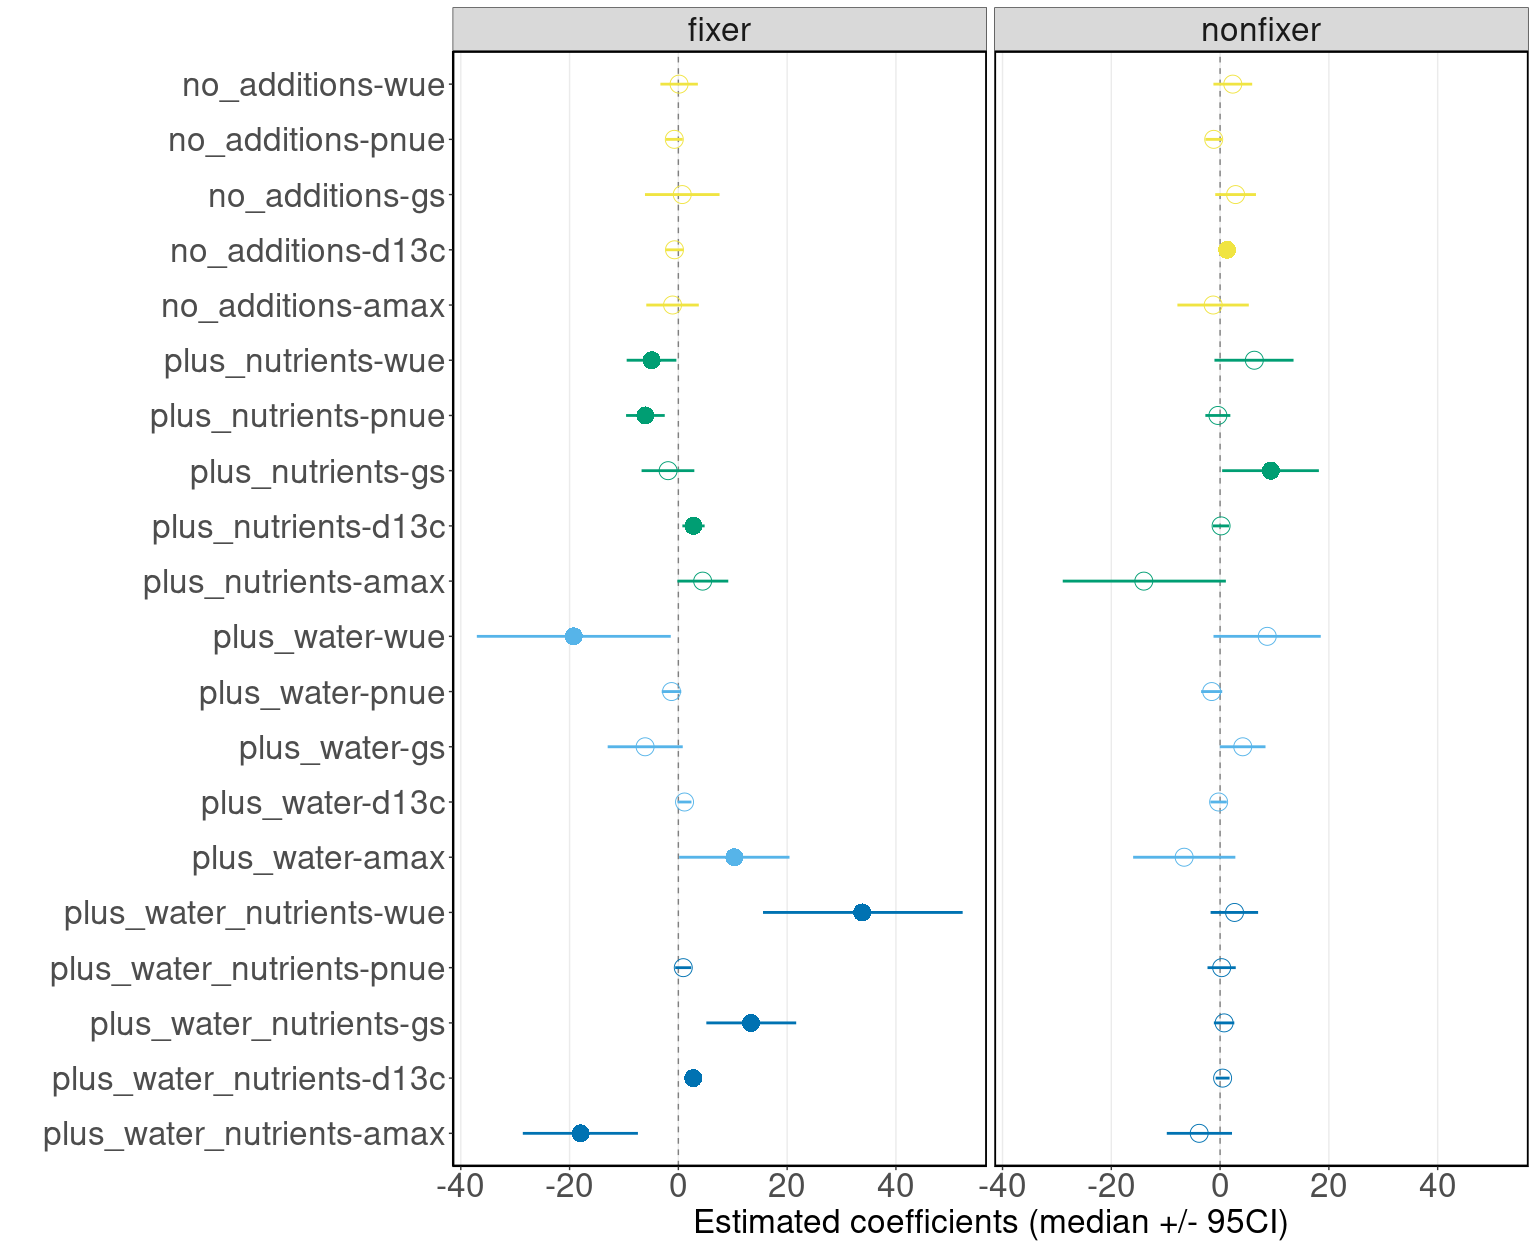 fixer nonfixer
no_additions-wue
no_additions-pnue
no_additions-gs
no_additions-d13c
no_additions-amax
plus_nutrients-wue
plus_nutrients-pnue
plus_nutrients-gs
plus_nutrients-d13c
plus_nutrients-amax
plus_water-wue
plus_water-pnue
plus_water-gs
plus_water-d13c
plus_water-amax
plus_water_nutrients-wue
plus_water_nutrients-pnue
plus_water_nutrients-gs
plus_water_nutrients-d13c
plus_water_nutrients-amax
-40 -20 0 20 40 -40 -20 0 20 40
Estimated coefficients (median +/- 95CI)